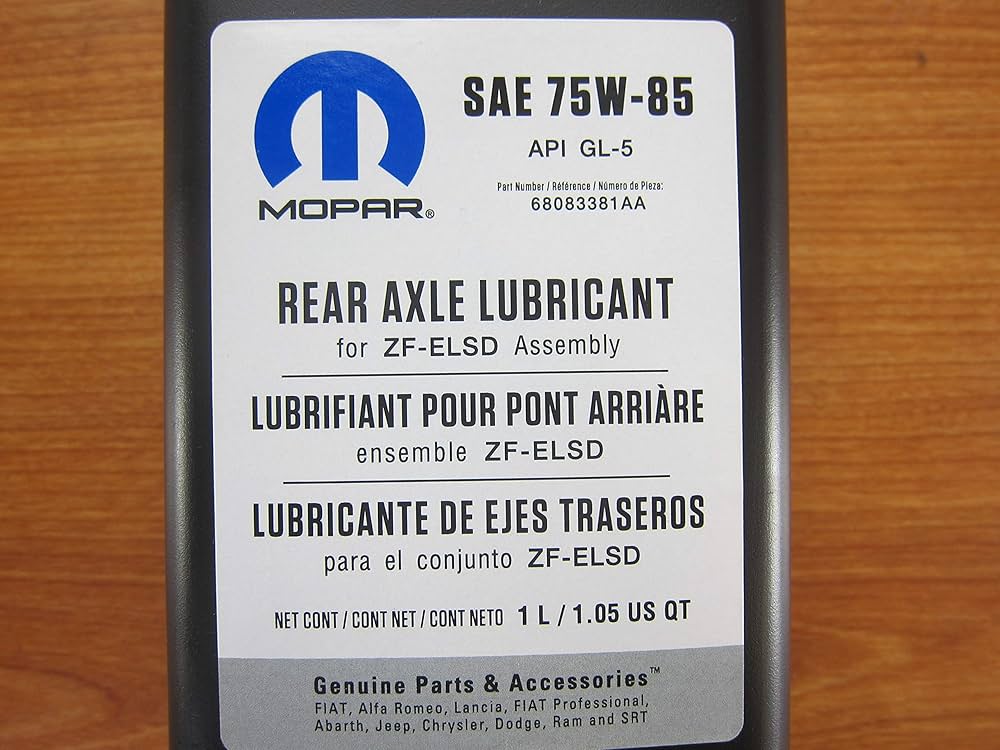 MOPAR®
SAE 75W-85
API GL-5
Part Number / Référence / Número de Pieza:
68083381AA
REAR AXLE LUBRICANT
for ZF-ELSD Assembly
LUBRIFIANT POUR PONT ARRIÀRE
ensemble ZF-ELSD
LUBRICANTE DE EJES TRASEROS
para el conjunto ZF-ELSD
NET CONT / CONT NET / CONT NETO 1 L / 1.05 US QT
Genuine Parts & Accessories™
FIAT, Alfa Romeo, Lancia, FIAT Professional,
Abarth, Jeep, Chrysler, Dodge, Ram and SRT